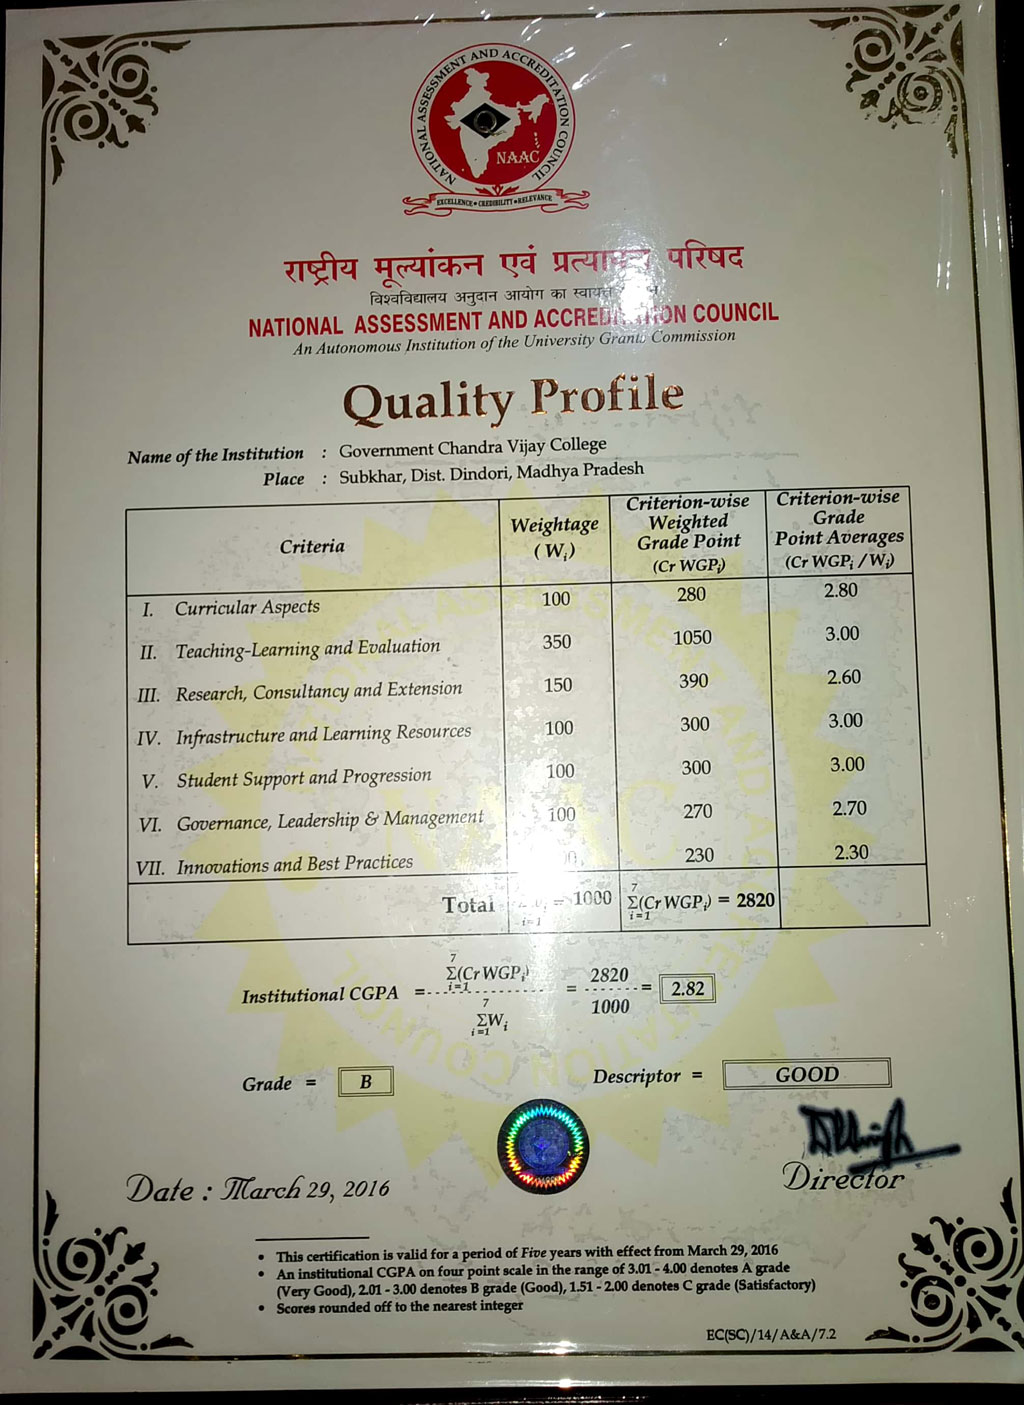 NATIONAL ASSESSMENT AND ACCREDITATION COUNCIL
NAAC
EXCELLENCE • CREDIBILITY • RELEVANCE
राष्ट्रीय मूल्यांकन एवं प्रत्यायन परिषद
विश्वविद्यालय अनुदान आयोग का स्वायत्त
NATIONAL ASSESSMENT AND ACCREDITATION COUNCIL
An Autonomous Institution of the University Grants Commission
Quality Profile
Name of the Institution : Government Chandra Vijay College
Place : Subkhar, Dist. Dindori, Madhya Pradesh
Criteria Weightage (Wi) Criterion-wise Weighted Grade Point (Cr WGPi) Criterion-wise Grade Point Averages (Cr WGPi /Wi)
I. Curricular Aspects 100 280 2.80
II. Teaching-Learning and Evaluation 350 1050 3.00
III. Research, Consultancy and Extension 150 390 2.60
IV. Infrastructure and Learning Resources 100 300 3.00
V. Student Support and Progression 100 300 3.00
VI. Governance, Leadership & Management 100 270 2.70
VII. Innovations and Best Practices 230 2.30
Total i=1 = 1000 7 Σ(Cr WGPi) = 2820 i=1
7
Σ(Cr WGPi)
i=1
Institutional CGPA = ---------- = 2820 / 1000 = 2.82
7
ΣWi
i=1
Grade = B Descriptor = GOOD
Date : March 29, 2016 Director
• This certification is valid for a period of Five years with effect from March 29, 2016
• An institutional CGPA on four point scale in the range of 3.01 - 4.00 denotes A grade
(Very Good), 2.01 - 3.00 denotes B grade (Good), 1.51 - 2.00 denotes C grade (Satisfactory)
• Scores rounded off to the nearest integer
EC(SC)/14/A&A/7.2